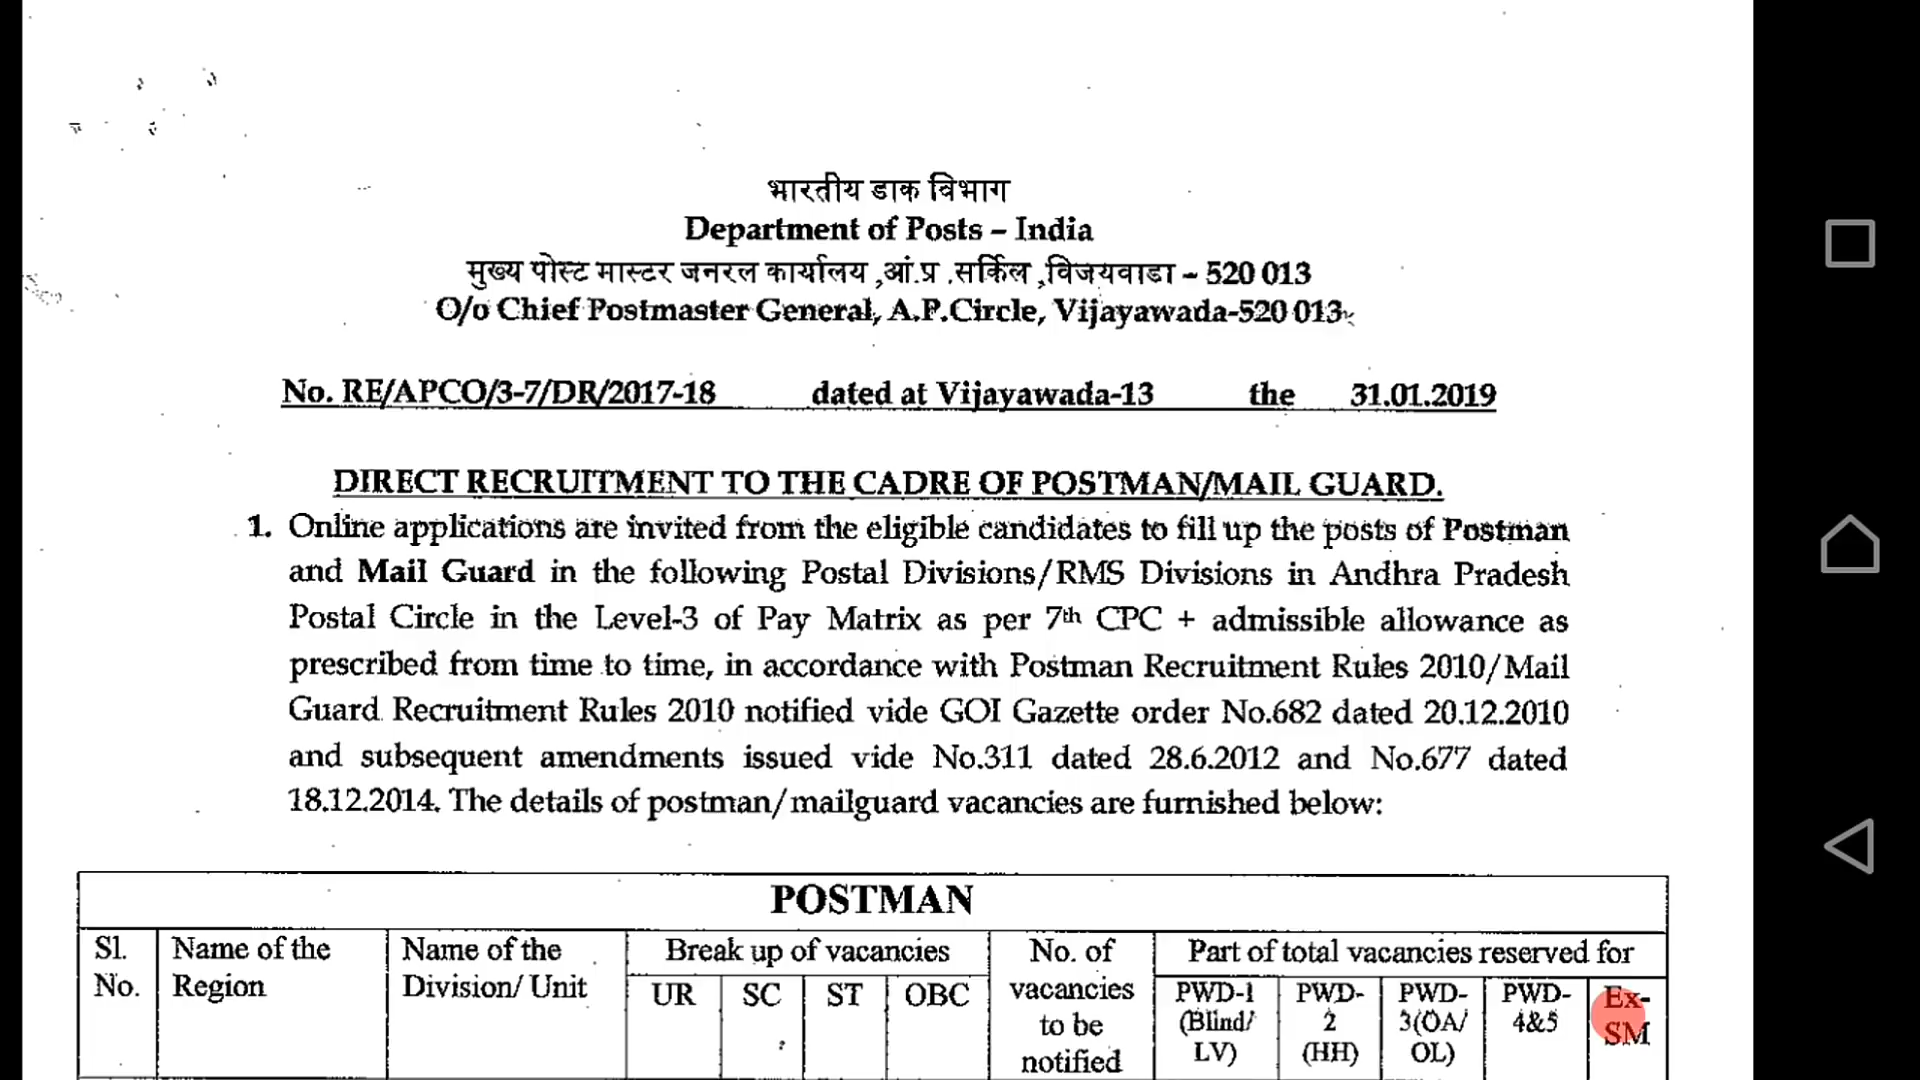 भारतीय डाक विभाग
Department of Posts – India
मुख्य पोस्ट मास्टर जनरल कार्यालय ,आं.प्र .सर्किल ,विजयवाडा – 520 013
O/o Chief Postmaster General, A.P.Circle, Vijayawada-520 013
No. RE/APCO/3-7/DR/2017-18 dated at Vijayawada-13 the 31.01.2019
DIRECT RECRUITMENT TO THE CADRE OF POSTMAN/MAIL GUARD.
1. Online applications are invited from the eligible candidates to fill up the posts of Postman
and Mail Guard in the following Postal Divisions/RMS Divisions in Andhra Pradesh
Postal Circle in the Level-3 of Pay Matrix as per 7th CPC + admissible allowance as
prescribed from time to time, in accordance with Postman Recruitment Rules 2010/Mail
Guard Recruitment Rules 2010 notified vide GOI Gazette order No.682 dated 20.12.2010
and subsequent amendments issued vide No.311 dated 28.6.2012 and No.677 dated
18.12.2014. The details of postman/mailguard vacancies are furnished below:
POSTMAN
Sl. No.
Name of the Region
Name of the Division/ Unit
Break up of vacancies
UR SC ST OBC
No. of vacancies to be notified
Part of total vacancies reserved for
PWD-1 (Blind/ LV)
PWD-2 (HH)
PWD-3(OA/ OL)
PWD-4&5
Ex-SM